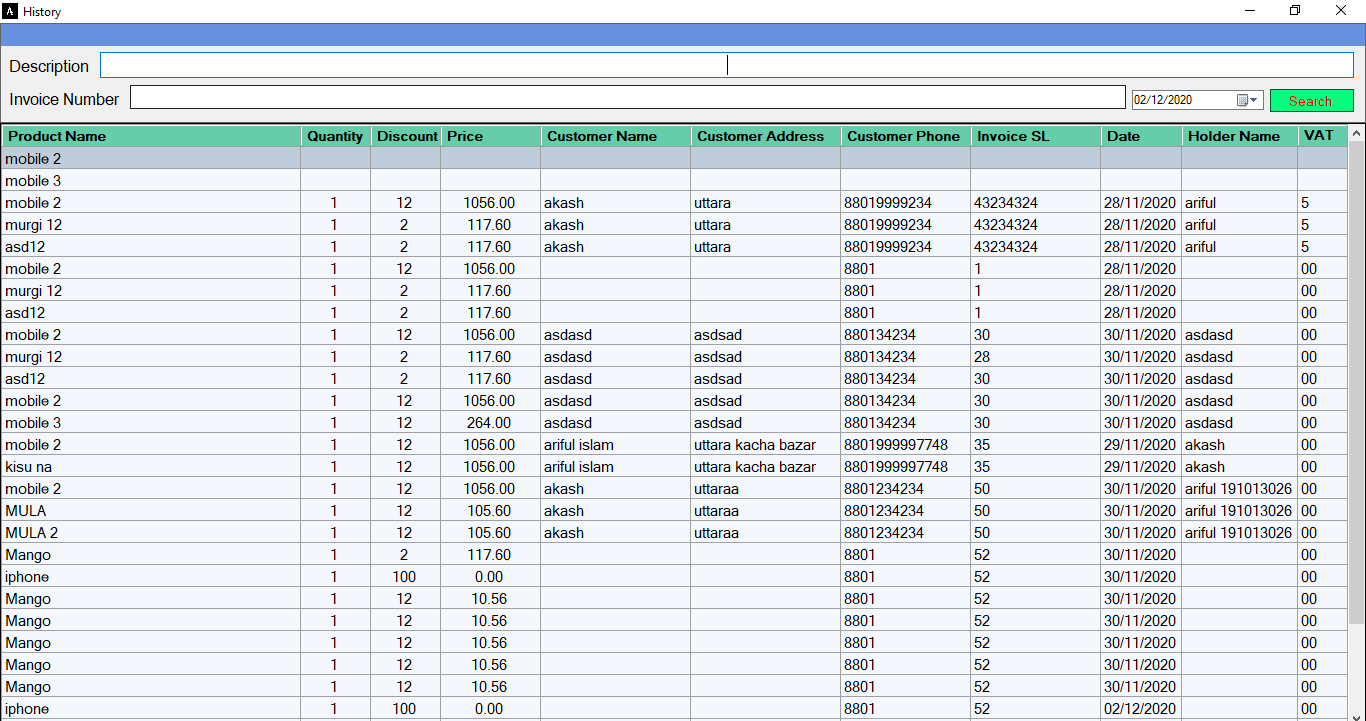 A History
Description
Invoice Number 02/12/2020 Search
Product Name Quantity Discount Price Customer Name Customer Address Customer Phone Invoice SL Date Holder Name VAT
mobile 2
mobile 3
mobile 2 1 12 1056.00 akash uttara 88019999234 43234324 28/11/2020 ariful 5
murgi 12 1 2 117.60 akash uttara 88019999234 43234324 28/11/2020 ariful 5
asd12 1 2 117.60 akash uttara 88019999234 43234324 28/11/2020 ariful 5
mobile 2 1 12 1056.00 8801 1 28/11/2020 00
murgi 12 1 2 117.60 8801 1 28/11/2020 00
asd12 1 2 117.60 8801 1 28/11/2020 00
mobile 2 1 12 1056.00 asdasd asdsad 880134234 30 30/11/2020 asdasd 00
murgi 12 1 2 117.60 asdasd asdsad 880134234 28 30/11/2020 asdasd 00
asd12 1 2 117.60 asdasd asdsad 880134234 30 30/11/2020 asdasd 00
mobile 2 1 12 1056.00 asdasd asdsad 880134234 30 30/11/2020 asdasd 00
mobile 3 1 12 264.00 asdasd asdsad 880134234 30 30/11/2020 asdasd 00
mobile 2 1 12 1056.00 ariful islam uttara kacha bazar 8801999997748 35 29/11/2020 akash 00
kisu na 1 12 1056.00 ariful islam uttara kacha bazar 8801999997748 35 29/11/2020 akash 00
mobile 2 1 12 1056.00 akash uttaraa 8801234234 50 30/11/2020 ariful 191013026 00
MULA 1 12 105.60 akash uttaraa 8801234234 50 30/11/2020 ariful 191013026 00
MULA 2 1 12 105.60 akash uttaraa 8801234234 50 30/11/2020 ariful 191013026 00
Mango 1 2 117.60 8801 52 30/11/2020 00
iphone 1 100 0.00 8801 52 30/11/2020 00
Mango 1 12 10.56 8801 52 30/11/2020 00
Mango 1 12 10.56 8801 52 30/11/2020 00
Mango 1 12 10.56 8801 52 30/11/2020 00
Mango 1 12 10.56 8801 52 30/11/2020 00
Mango 1 12 10.56 8801 52 30/11/2020 00
iphone 1 100 0.00 8801 52 02/12/2020 00